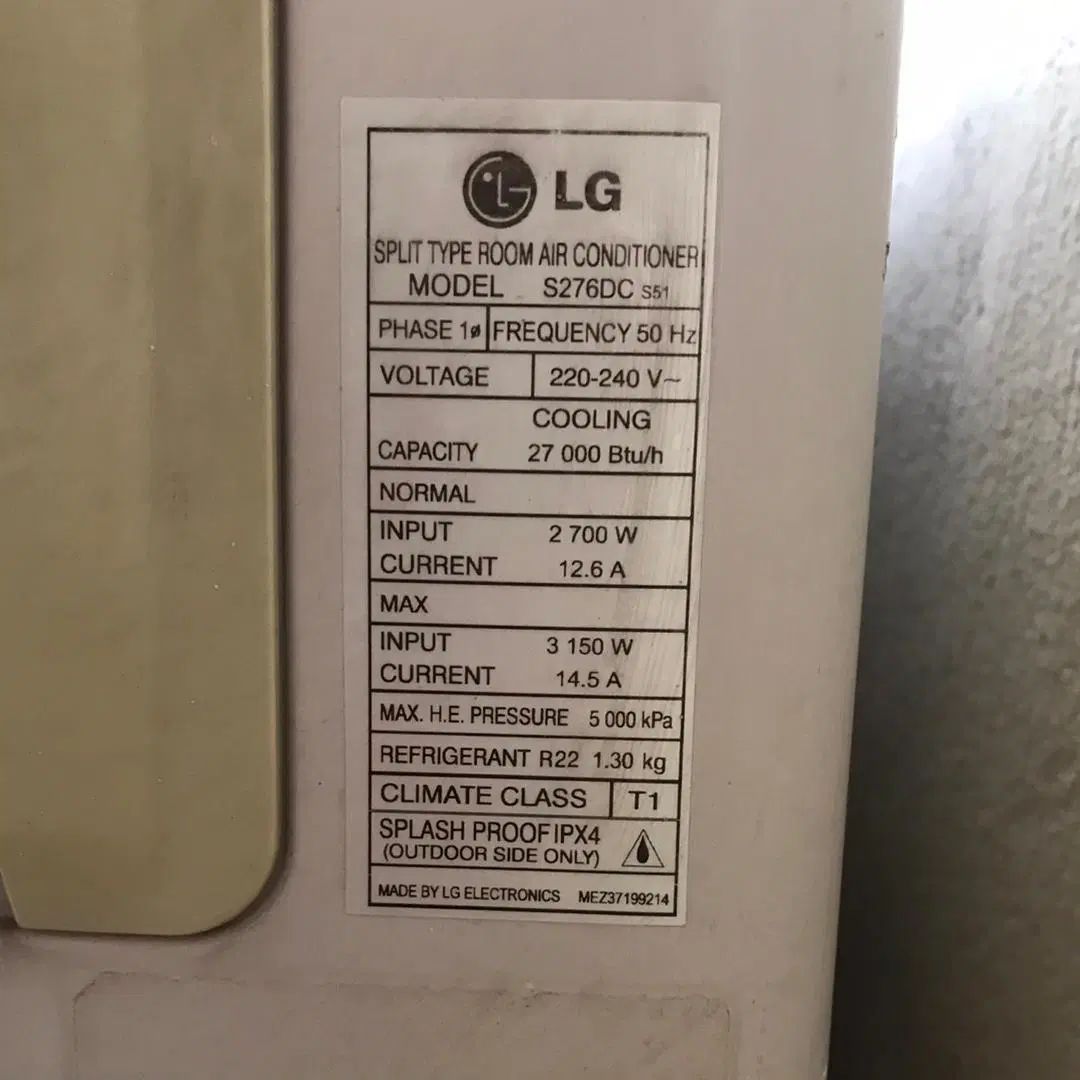 LG
SPLIT TYPE ROOM AIR CONDITIONER
MODEL S276DC S51
PHASE 1ø FREQUENCY 50 Hz
VOLTAGE 220-240 V~
COOLING
CAPACITY 27 000 Btu/h
NORMAL
INPUT 2 700 W
CURRENT 12.6 A
MAX
INPUT 3 150 W
CURRENT 14.5 A
MAX. H.E. PRESSURE 5 000 kPa
REFRIGERANT R22 1.30 kg
CLIMATE CLASS T1
SPLASH PROOF IPX4
(OUTDOOR SIDE ONLY)
MADE BY LG ELECTRONICS MEZ37199214